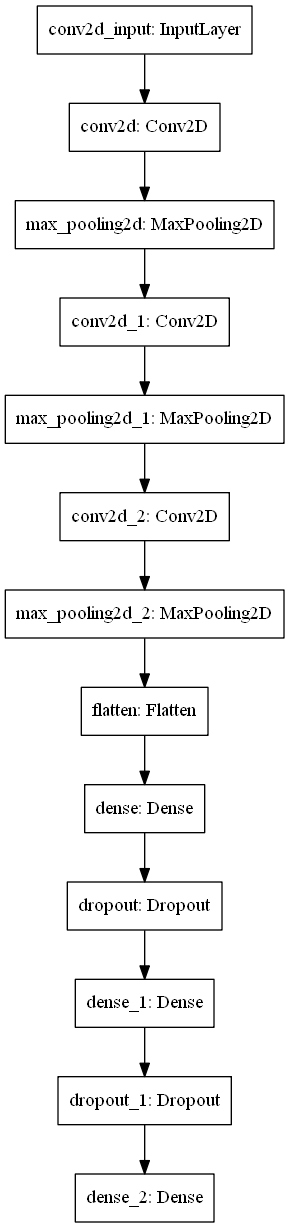 conv2d_input: InputLayer
conv2d: Conv2D
max_pooling2d: MaxPooling2D
conv2d_1: Conv2D
max_pooling2d_1: MaxPooling2D
conv2d_2: Conv2D
max_pooling2d_2: MaxPooling2D
flatten: Flatten
dense: Dense
dropout: Dropout
dense_1: Dense
dropout_1: Dropout
dense_2: Dense